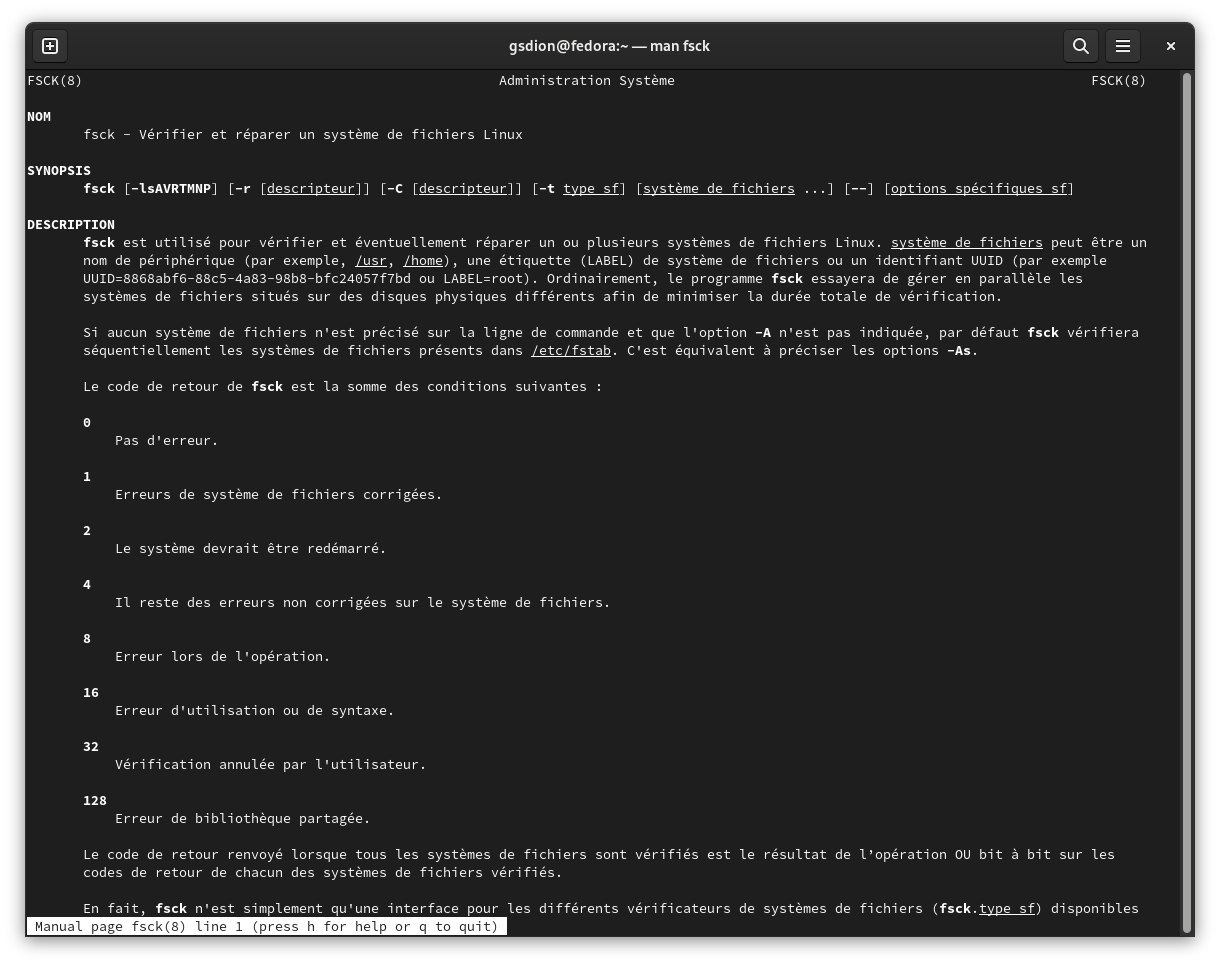 gsdion@fedora:~ — man fsck
FSCK(8) Administration Système FSCK(8)
NOM
fsck - Vérifier et réparer un système de fichiers Linux
SYNOPSIS
fsck [-lsAVRTMNP] [-r [descripteur]] [-C [descripteur]] [-t type_sf] [système_de_fichiers ...] [--] [options_spécifiques_sf]
DESCRIPTION
fsck est utilisé pour vérifier et éventuellement réparer un ou plusieurs systèmes de fichiers Linux. système_de_fichiers peut être un
nom de périphérique (par exemple, /usr, /home), une étiquette (LABEL) de système de fichiers ou un identifiant UUID (par exemple
UUID=8868abf6-88c5-4a83-98b8-bfc24057f7bd ou LABEL=root). Ordinairement, le programme fsck essayera de gérer en parallèle les
systèmes de fichiers situés sur des disques physiques différents afin de minimiser la durée totale de vérification.
Si aucun système de fichiers n'est précisé sur la ligne de commande et que l'option -A n'est pas indiquée, par défaut fsck vérifiera
séquentiellement les systèmes de fichiers présents dans /etc/fstab. C'est équivalent à préciser les options -As.
Le code de retour de fsck est la somme des conditions suivantes :
0
Pas d'erreur.
1
Erreurs de système de fichiers corrigées.
2
Le système devrait être redémarré.
4
Il reste des erreurs non corrigées sur le système de fichiers.
8
Erreur lors de l'opération.
16
Erreur d'utilisation ou de syntaxe.
32
Vérification annulée par l'utilisateur.
128
Erreur de bibliothèque partagée.
Le code de retour renvoyé lorsque tous les systèmes de fichiers sont vérifiés est le résultat de l’opération OU bit à bit sur les
codes de retour de chacun des systèmes de fichiers vérifiés.
En fait, fsck n'est simplement qu'une interface pour les différents vérificateurs de systèmes de fichiers (fsck.type_sf) disponibles
Manual page fsck(8) line 1 (press h for help or q to quit)